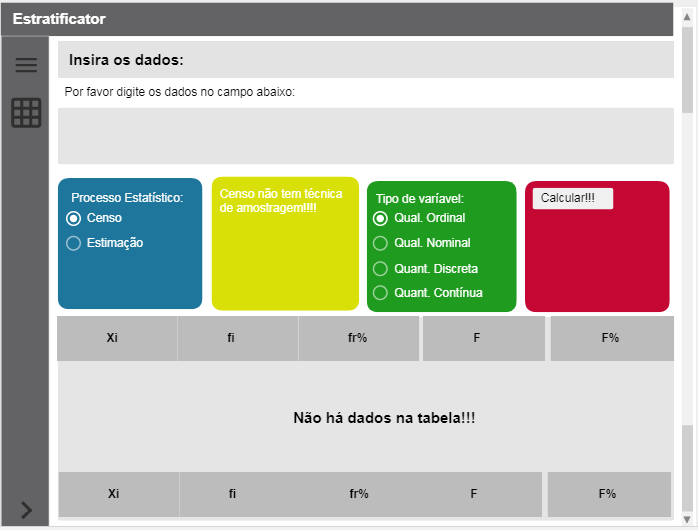 Estratificator
Insira os dados:
Por favor digite os dados no campo abaixo:
Processo Estatístico:
Censo
Estimação
Censo não tem técnica
de amostragem!!!!
Tipo de varíavel:
Qual. Ordinal
Qual. Nominal
Quant. Discreta
Quant. Contínua
Calcular!!!
Xi fi fr% F F%
Não há dados na tabela!!!
Xi fi fr% F F%